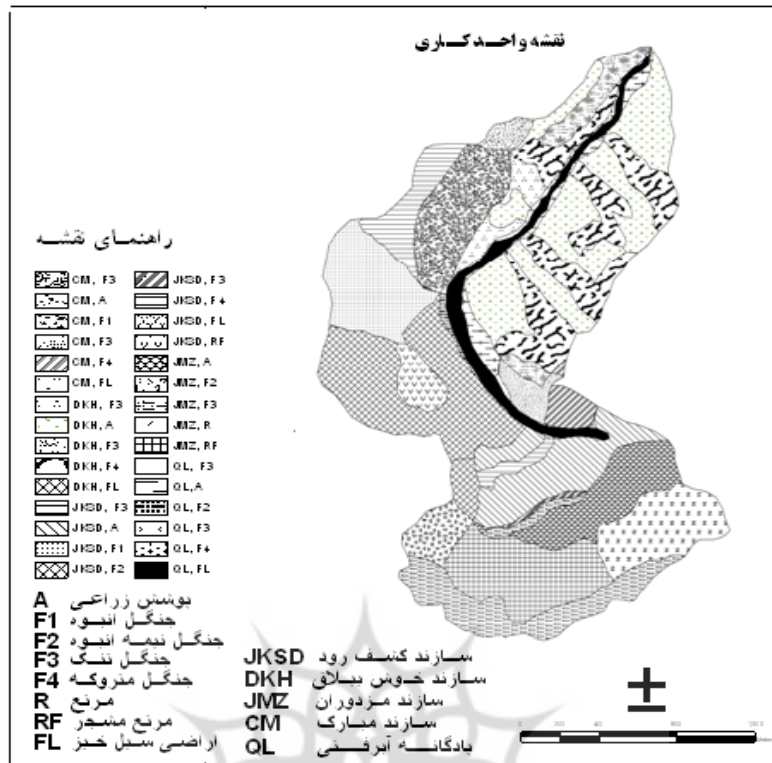 نقشه واحد کاری
راهنمای نقشه
CM, F3
CM, A
CM, F1
CM, F3
CM, F4
CM, FL
DKH, F3
DKH, A
DKH, F3
DKH, F4
DKH, FL
JKSD, F3
JKSD, A
JKSD, F1
JKSD, F2
JKSD, F3
JKSD, F4
JKSD, FL
JKSD, RF
JMZ, A
JMZ, F2
JMZ, F3
JMZ, R
JMZ, RF
QL, F3
QL, A
QL, F2
QL, F3
QL, F4
QL, FL
A پوشش زراعی
F1 جنگل انبوه
F2 جنگل نیمه انبوه
F3 جنگل تنک
F4 جنگل متروکه
R مرتع
RF مرتع مشجر
FL اراضی سیل خیز
JKSD سازند کشف رود
DKH سازند خوش ییلاق
JMZ سازند مزدوران
CM سازند مبارک
QL پادگانه آبرفتی